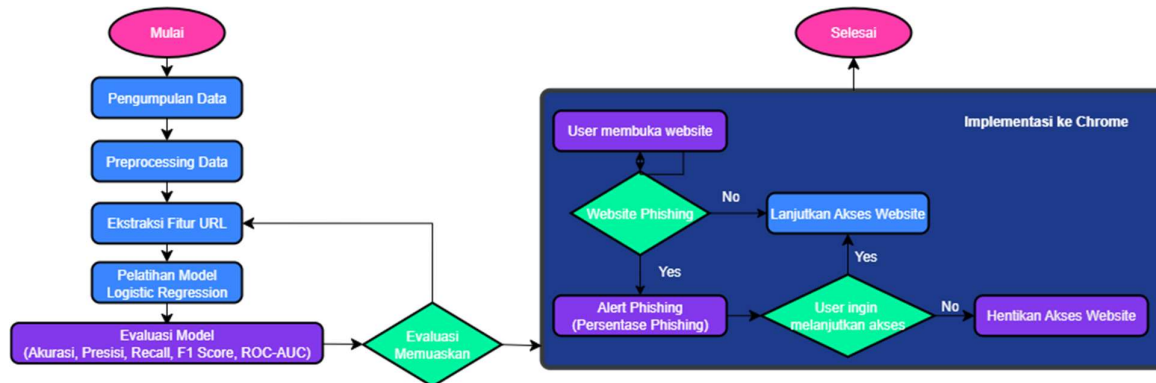 Mulai
Pengumpulan Data
Preprocessing Data
Ekstraksi Fitur URL
Pelatihan Model
Logistic Regression
Evaluasi Model
(Akurasi, Presisi, Recall, F1 Score, ROC-AUC)
Evaluasi
Memuaskan
Selesai
Implementasi ke Chrome
User membuka website
Website Phishing
No
Lanjutkan Akses Website
Yes
Yes
Alert Phishing
(Persentase Phishing)
User ingin
melanjutkan akses
No
Hentikan Akses Website